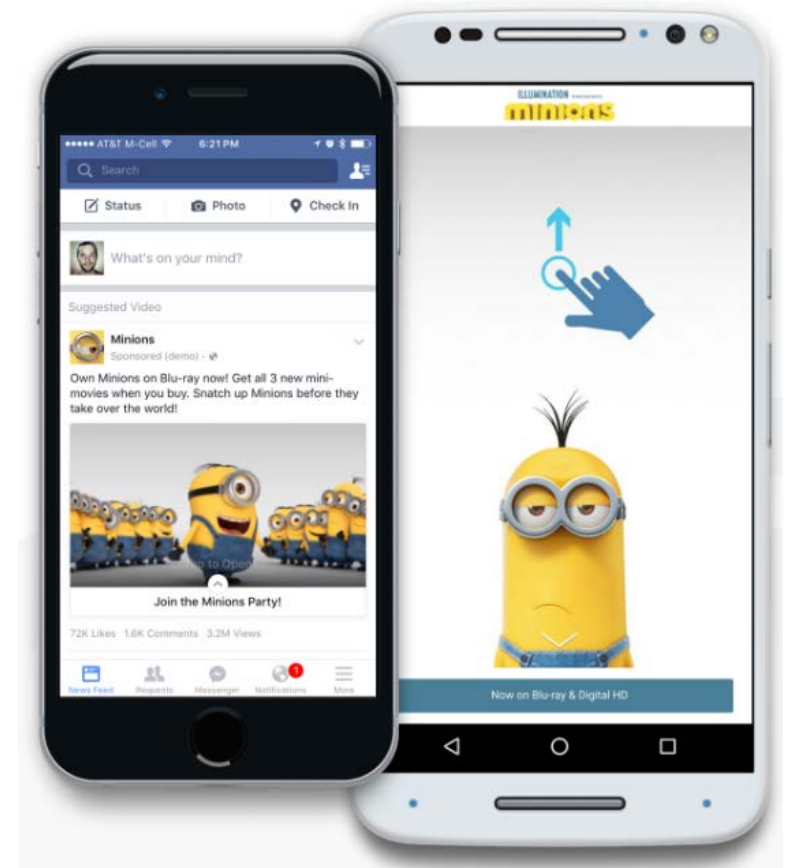 AT&T M-Cell 6:21 PM
Search
Status Photo Check In
What's on your mind?
Suggested Video
Minions
Sponsored (demo) ·
Own Minions on Blu-ray now! Get all 3 new mini-
movies when you buy. Snatch up Minions before they
take over the world!
Tap to Open
Join the Minions Party!
72K Likes 1.6K Comments 3.2M Views
1
News Feed Requests Messenger Notifications More
ILLUMINATION
minions
Now on Blu-ray & Digital HD